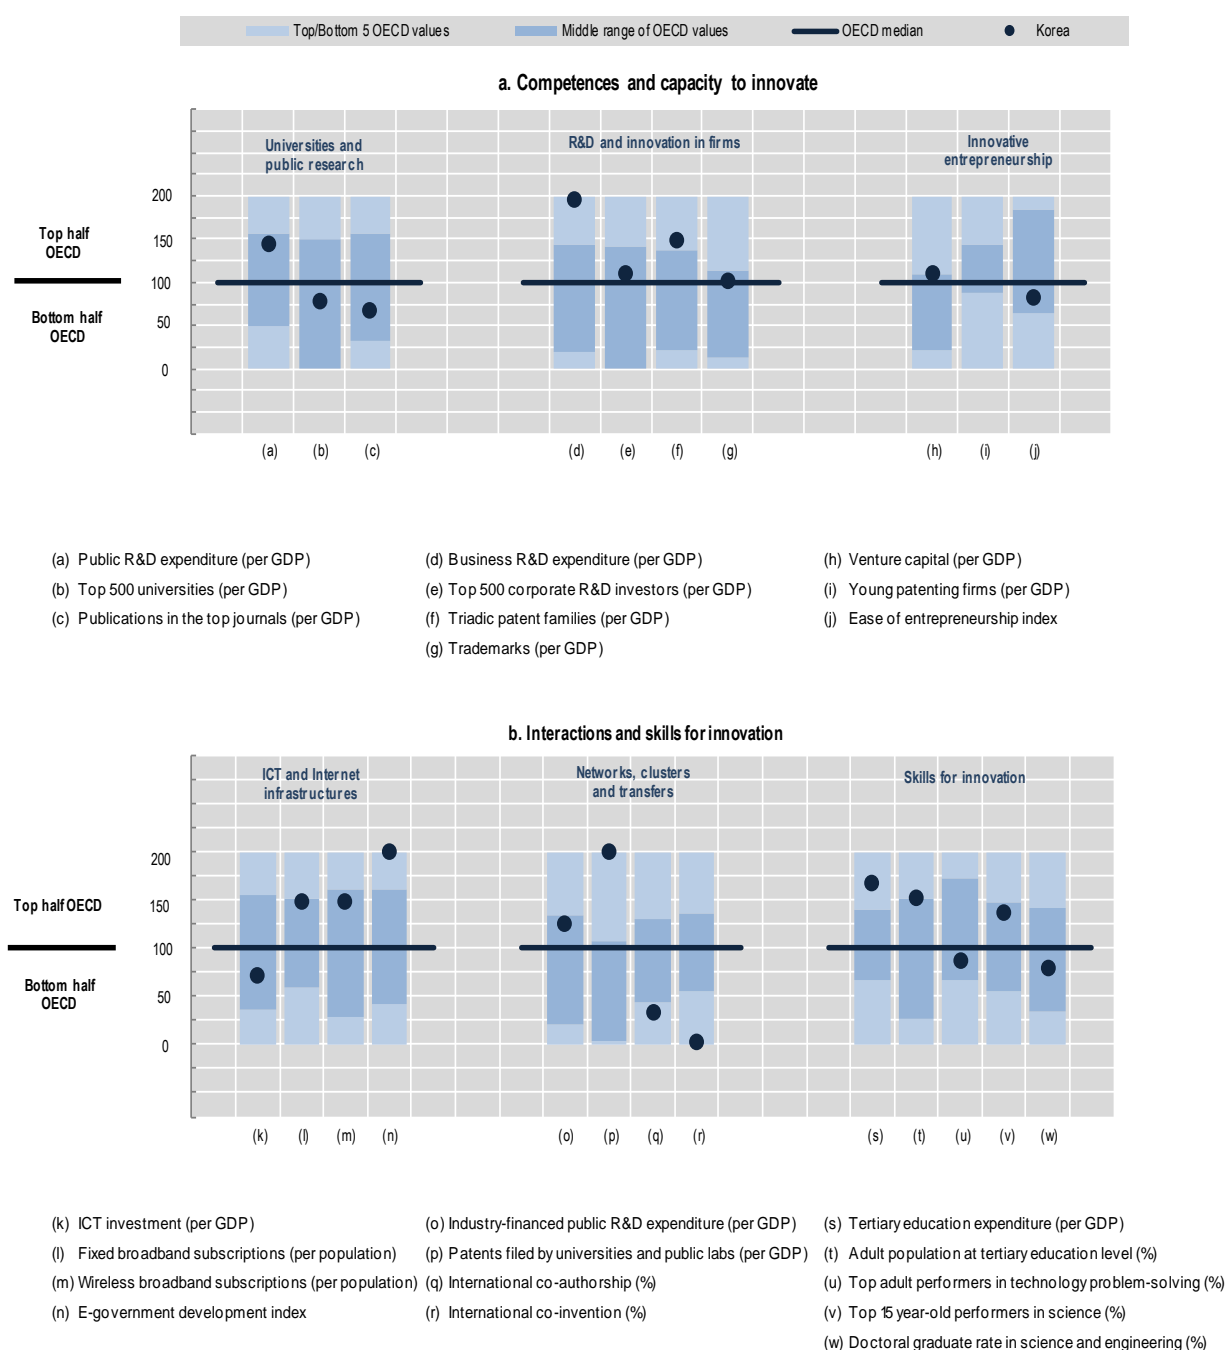 Top/Bottom 5 OECD values Middle range of OECD values OECD median Korea
a. Competences and capacity to innovate
Universities and
public research
R&D and innovation in firms
Innovative
entrepreneurship
200
150
100
50
0
Top half
OECD
Bottom half
OECD
(a) (b) (c) (d) (e) (f) (g) (h) (i) (j)
(a) Public R&D expenditure (per GDP)
(b) Top 500 universities (per GDP)
(c) Publications in the top journals (per GDP)
(d) Business R&D expenditure (per GDP)
(e) Top 500 corporate R&D investors (per GDP)
(f) Triadic patent families (per GDP)
(g) Trademarks (per GDP)
(h) Venture capital (per GDP)
(i) Young patenting firms (per GDP)
(j) Ease of entrepreneurship index
b. Interactions and skills for innovation
ICT and Internet
infrastructures
Networks, clusters
and transfers
Skills for innovation
200
150
100
50
0
Top half OECD
Bottom half
OECD
(k) (l) (m) (n) (o) (p) (q) (r) (s) (t) (u) (v) (w)
(k) ICT investment (per GDP)
(l) Fixed broadband subscriptions (per population)
(m) Wireless broadband subscriptions (per population)
(n) E-government development index
(o) Industry-financed public R&D expenditure (per GDP)
(p) Patents filed by universities and public labs (per GDP)
(q) International co-authorship (%)
(r) International co-invention (%)
(s) Tertiary education expenditure (per GDP)
(t) Adult population at tertiary education level (%)
(u) Top adult performers in technology problem-solving (%)
(v) Top 15 year-old performers in science (%)
(w) Doctoral graduate rate in science and engineering (%)